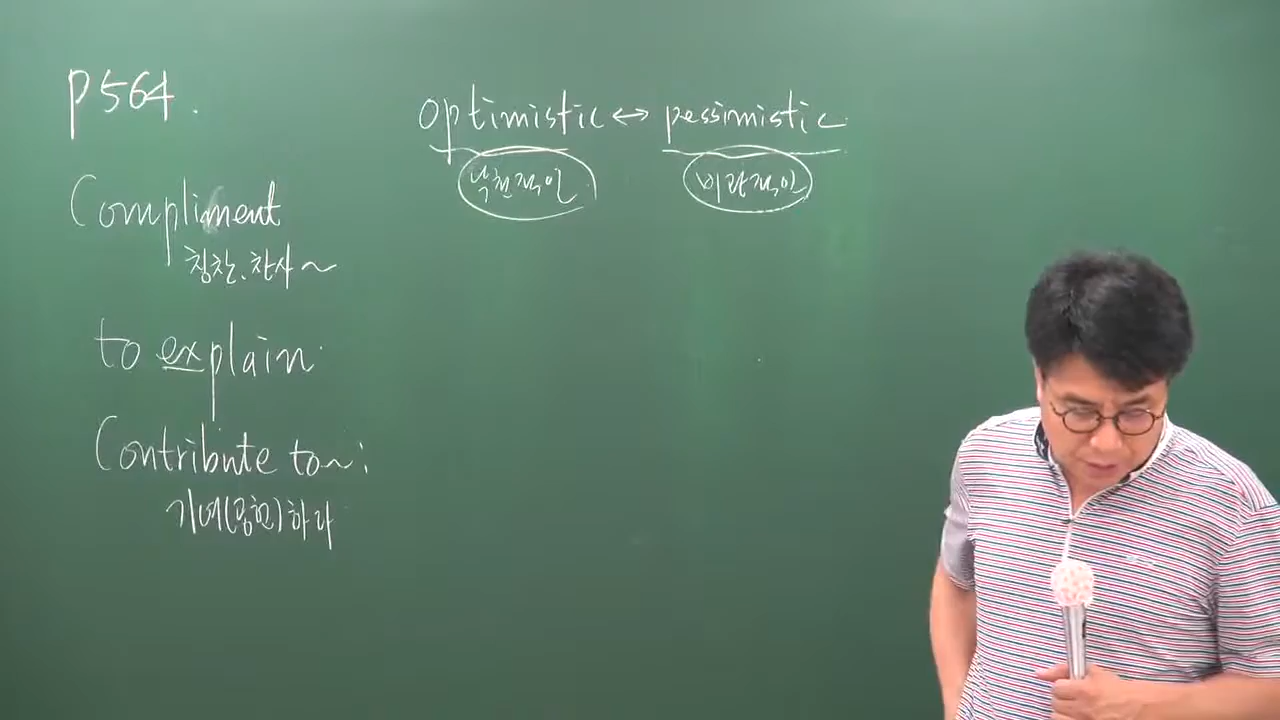 P564.
Compliment
칭찬.찬사~
to explain
Contribute to~:
기여(공헌)하다
Optimistic ↔ pessimistic
낙천적인
비관적인